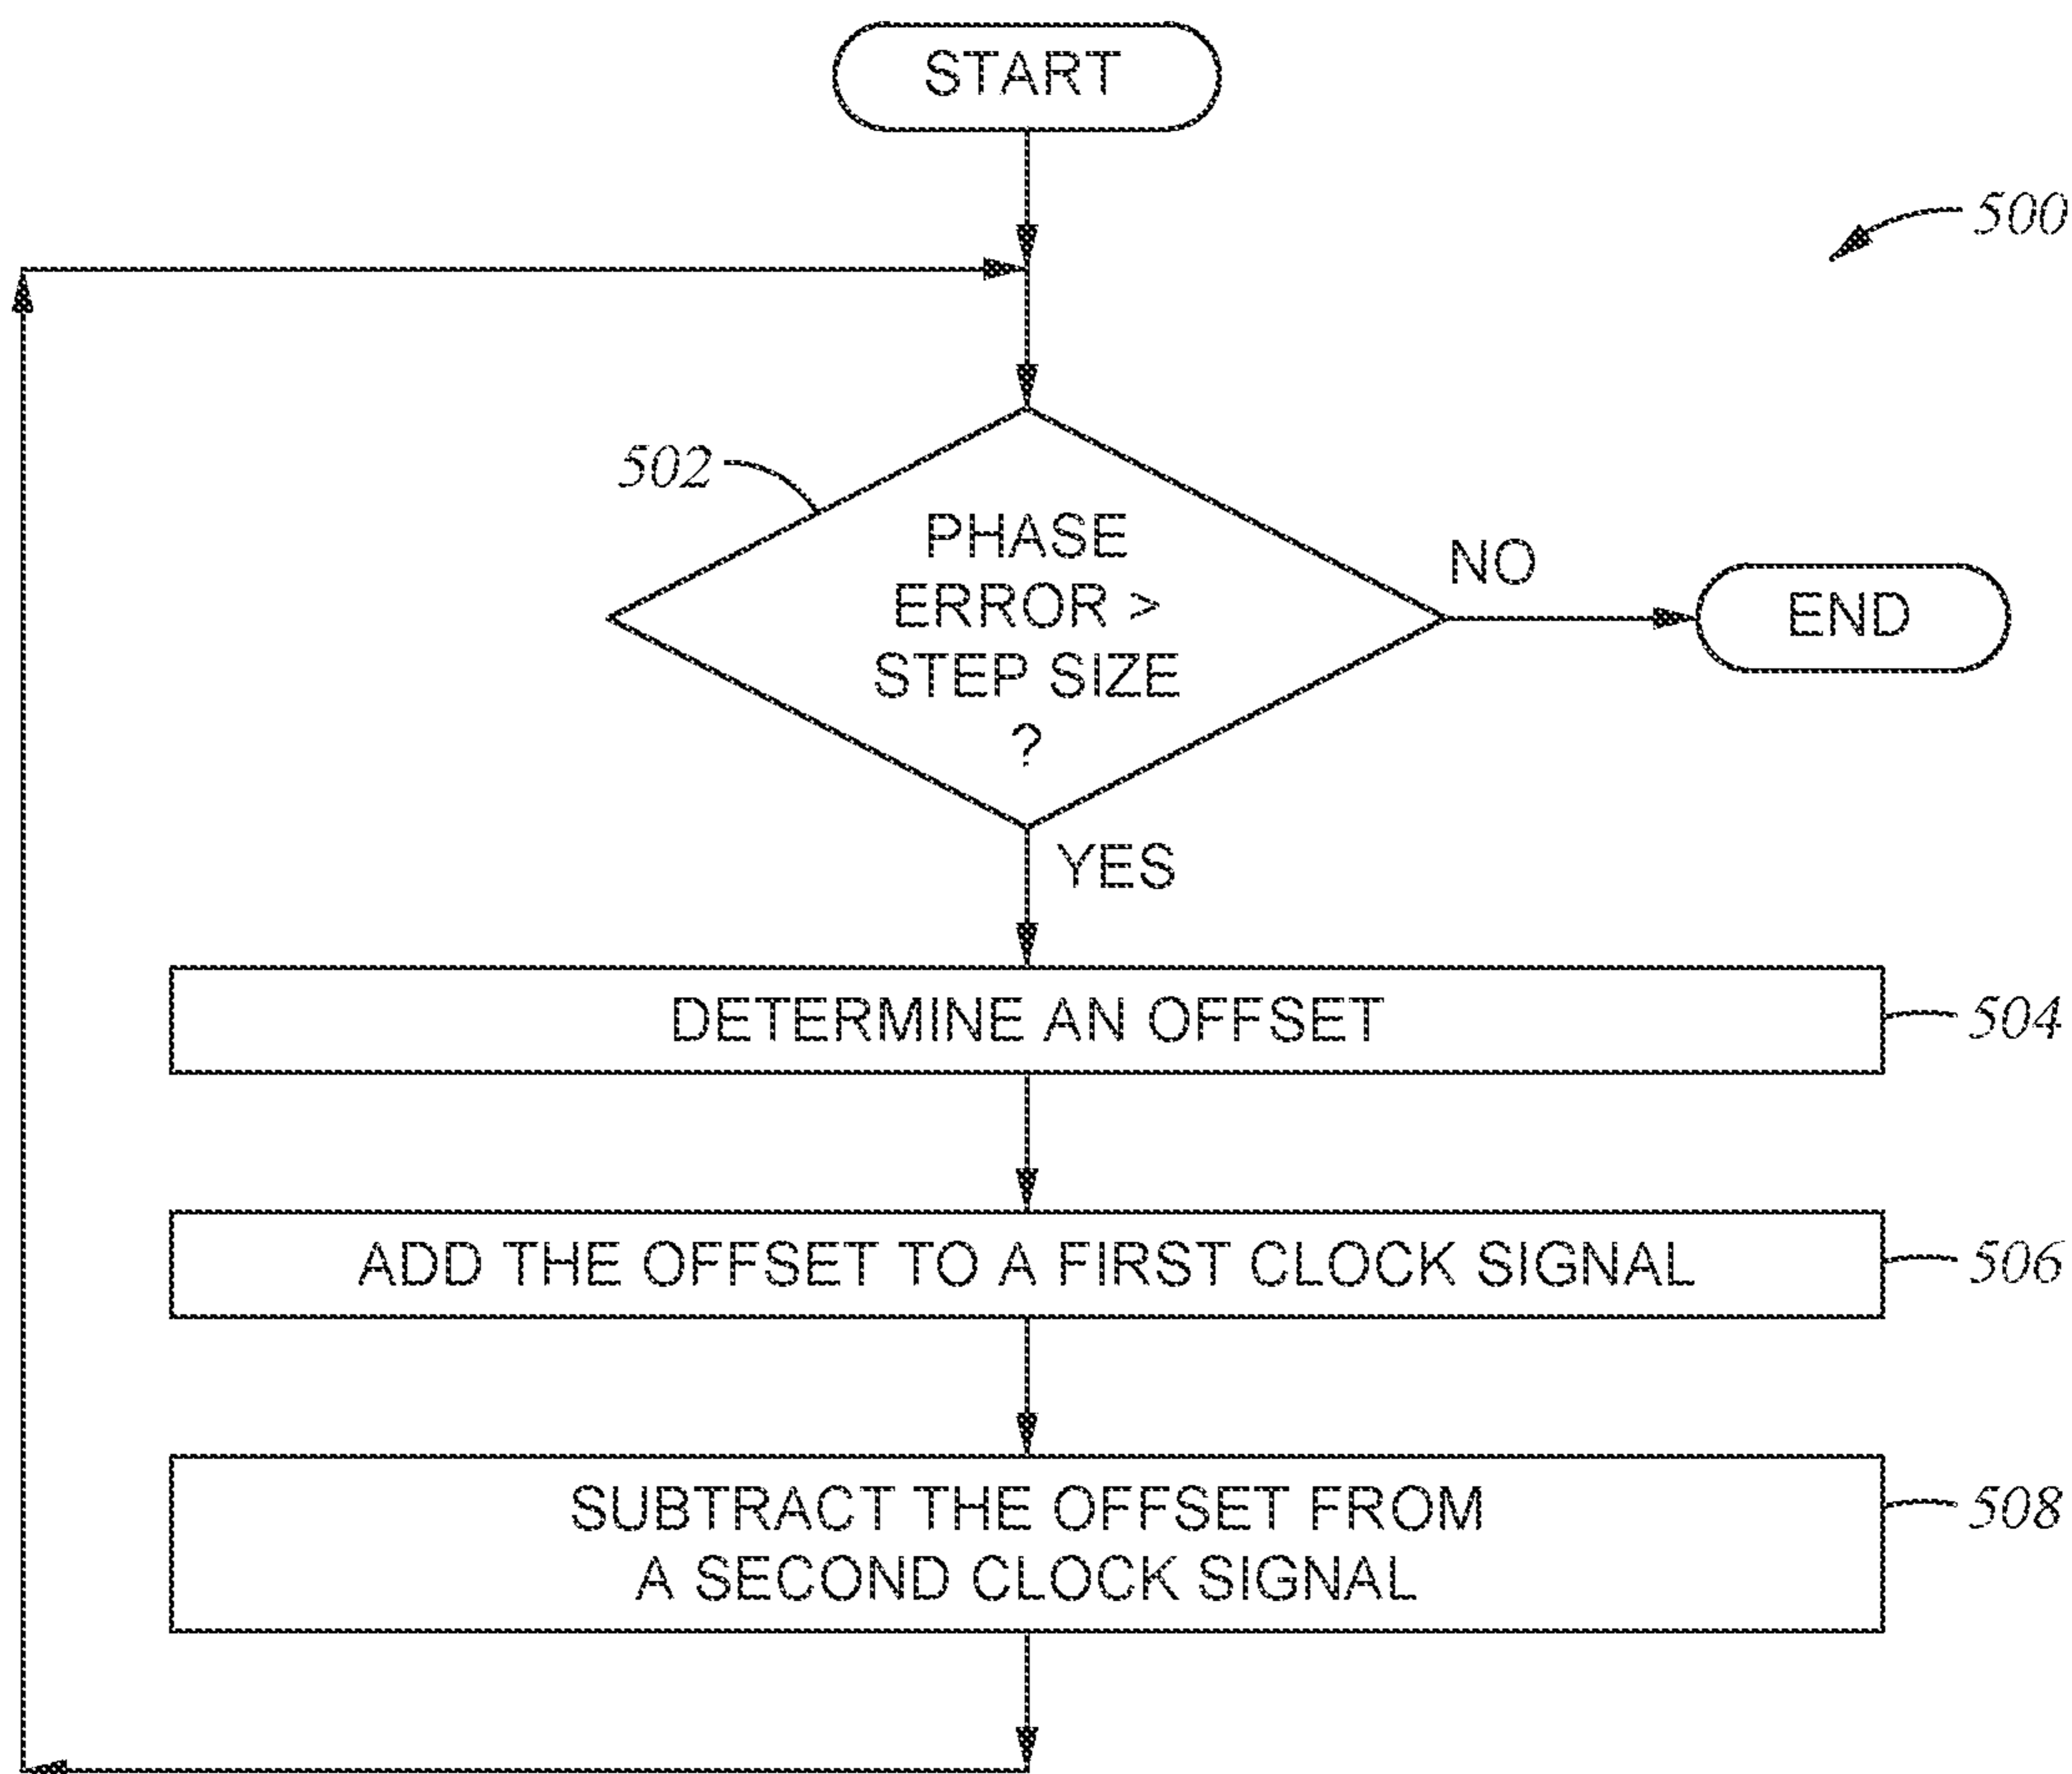 START
500
502
PHASE
ERROR >
STEP SIZE
?
NO
END
YES
DETERMINE AN OFFSET
504
ADD THE OFFSET TO A FIRST CLOCK SIGNAL
506
SUBTRACT THE OFFSET FROM
A SECOND CLOCK SIGNAL
508